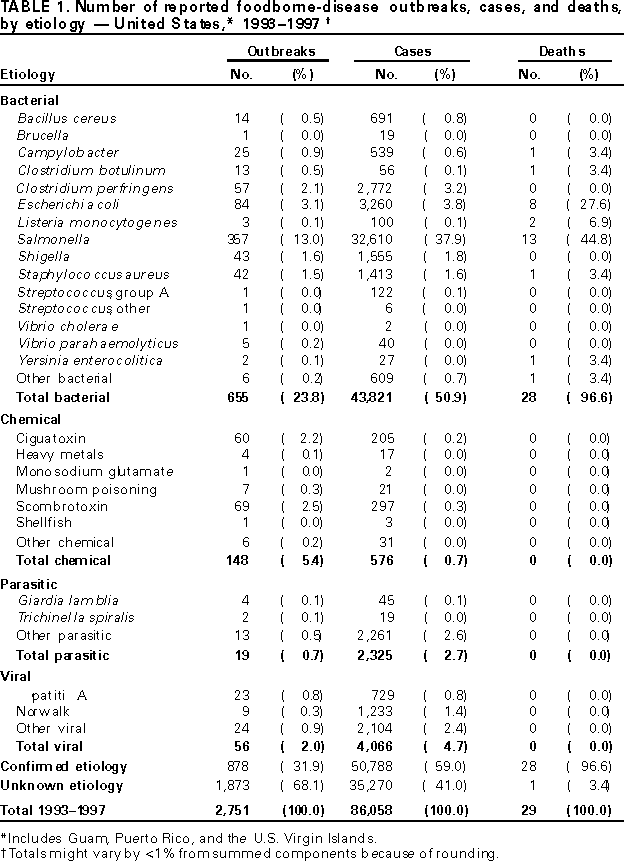 TABLE 1. Number of reported foodborne-disease outbreaks, cases, and deaths,
by etiology — United States,* 1993–1997 †
Outbreaks Cases Deaths
Etiology No. (%) No. (%) No. (%)
Bacterial
Bacillus cereus 14 ( 0.5) 691 ( 0.8) 0 ( 0.0)
Brucella 1 ( 0.0) 19 ( 0.0) 0 ( 0.0)
Campylobacter 25 ( 0.9) 539 ( 0.6) 1 ( 3.4)
Clostridium botulinum 13 ( 0.5) 56 ( 0.1) 1 ( 3.4)
Clostridium perfringens 57 ( 2.1) 2,772 ( 3.2) 0 ( 0.0)
Escherichia coli 84 ( 3.1) 3,260 ( 3.8) 8 ( 27.6)
Listeria monocytogenes 3 ( 0.1) 100 ( 0.1) 2 ( 6.9)
Salmonella 357 ( 13.0) 32,610 ( 37.9) 13 ( 44.8)
Shigella 43 ( 1.6) 1,555 ( 1.8) 0 ( 0.0)
Staphylococcus aureus 42 ( 1.5) 1,413 ( 1.6) 1 ( 3.4)
Streptococcus, group A 1 ( 0.0) 122 ( 0.1) 0 ( 0.0)
Streptococcus, other 1 ( 0.0) 6 ( 0.0) 0 ( 0.0)
Vibrio cholerae 1 ( 0.0) 2 ( 0.0) 0 ( 0.0)
Vibrio parahaemolyticus 5 ( 0.2) 40 ( 0.0) 0 ( 0.0)
Yersinia enterocolitica 2 ( 0.1) 27 ( 0.0) 1 ( 3.4)
Other bacterial 6 ( 0.2) 609 ( 0.7) 1 ( 3.4)
Total bacterial 655 ( 23.8) 43,821 ( 50.9) 28 ( 96.6)
Chemical
Ciguatoxin 60 ( 2.2) 205 ( 0.2) 0 ( 0.0)
Heavy metals 4 ( 0.1) 17 ( 0.0) 0 ( 0.0)
Monosodium glutamate 1 ( 0.0) 2 ( 0.0) 0 ( 0.0)
Mushroom poisoning 7 ( 0.3) 21 ( 0.0) 0 ( 0.0)
Scombrotoxin 69 ( 2.5) 297 ( 0.3) 0 ( 0.0)
Shellfish 1 ( 0.0) 3 ( 0.0) 0 ( 0.0)
Other chemical 6 ( 0.2) 31 ( 0.0) 0 ( 0.0)
Total chemical 148 ( 5.4) 576 ( 0.7) 0 ( 0.0)
Parasitic
Giardia lamblia 4 ( 0.1) 45 ( 0.1) 0 ( 0.0)
Trichinella spiralis 2 ( 0.1) 19 ( 0.0) 0 ( 0.0)
Other parasitic 13 ( 0.5) 2,261 ( 2.6) 0 ( 0.0)
Total parasitic 19 ( 0.7) 2,325 ( 2.7) 0 ( 0.0)
Viral
patiti A 23 ( 0.8) 729 ( 0.8) 0 ( 0.0)
Norwalk 9 ( 0.3) 1,233 ( 1.4) 0 ( 0.0)
Other viral 24 ( 0.9) 2,104 ( 2.4) 0 ( 0.0)
Total viral 56 ( 2.0) 4,066 ( 4.7) 0 ( 0.0)
Confirmed etiology 878 ( 31.9) 50,788 ( 59.0) 28 ( 96.6)
Unknown etiology 1,873 ( 68.1) 35,270 ( 41.0) 1 ( 3.4)
Total 1993–1997 2,751 (100.0) 86,058 (100.0) 29 (100.0)
*Includes Guam, Puerto Rico, and the U.S. Virgin Islands.
†Totals might vary by <1% from summed components because of rounding.